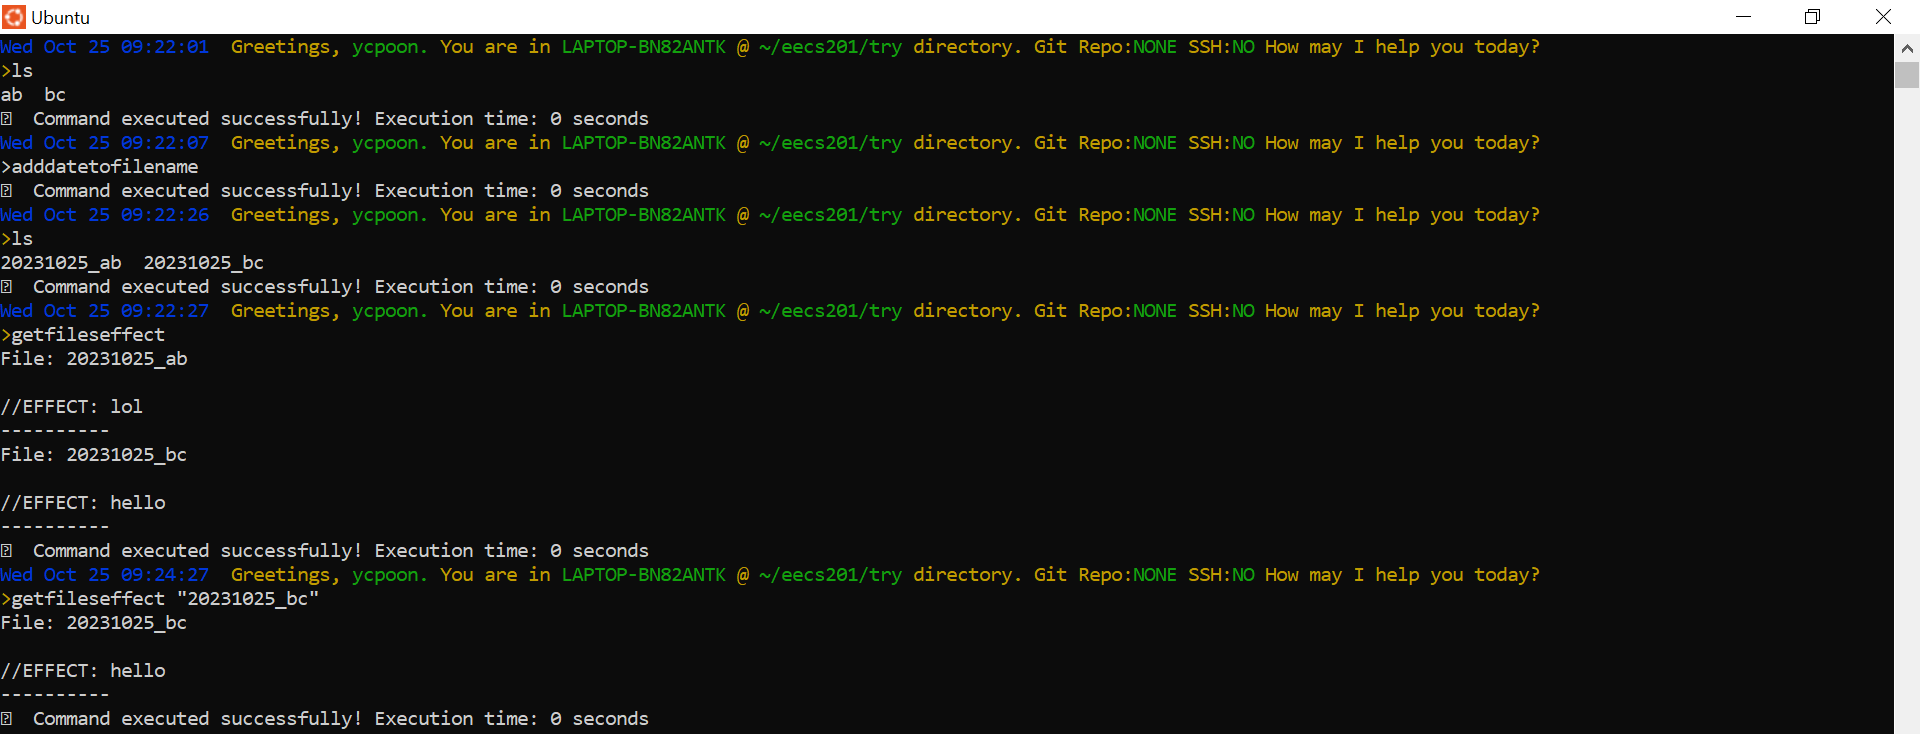 Ubuntu
Wed Oct 25 09:22:01  Greetings, ycpoon. You are in LAPTOP-BN82ANTK @ ~/eecs201/try directory. Git Repo:NONE SSH:NO How may I help you today?
>ls
ab  bc
Command executed successfully! Execution time: 0 seconds
Wed Oct 25 09:22:07  Greetings, ycpoon. You are in LAPTOP-BN82ANTK @ ~/eecs201/try directory. Git Repo:NONE SSH:NO How may I help you today?
>adddatetofilename
Command executed successfully! Execution time: 0 seconds
Wed Oct 25 09:22:26  Greetings, ycpoon. You are in LAPTOP-BN82ANTK @ ~/eecs201/try directory. Git Repo:NONE SSH:NO How may I help you today?
>ls
20231025_ab  20231025_bc
Command executed successfully! Execution time: 0 seconds
Wed Oct 25 09:22:27  Greetings, ycpoon. You are in LAPTOP-BN82ANTK @ ~/eecs201/try directory. Git Repo:NONE SSH:NO How may I help you today?
>getfileseffect
File: 20231025_ab
//EFFECT: lol
----------
File: 20231025_bc
//EFFECT: hello
----------
Command executed successfully! Execution time: 0 seconds
Wed Oct 25 09:24:27  Greetings, ycpoon. You are in LAPTOP-BN82ANTK @ ~/eecs201/try directory. Git Repo:NONE SSH:NO How may I help you today?
>getfileseffect "20231025_bc"
File: 20231025_bc
//EFFECT: hello
----------
Command executed successfully! Execution time: 0 seconds